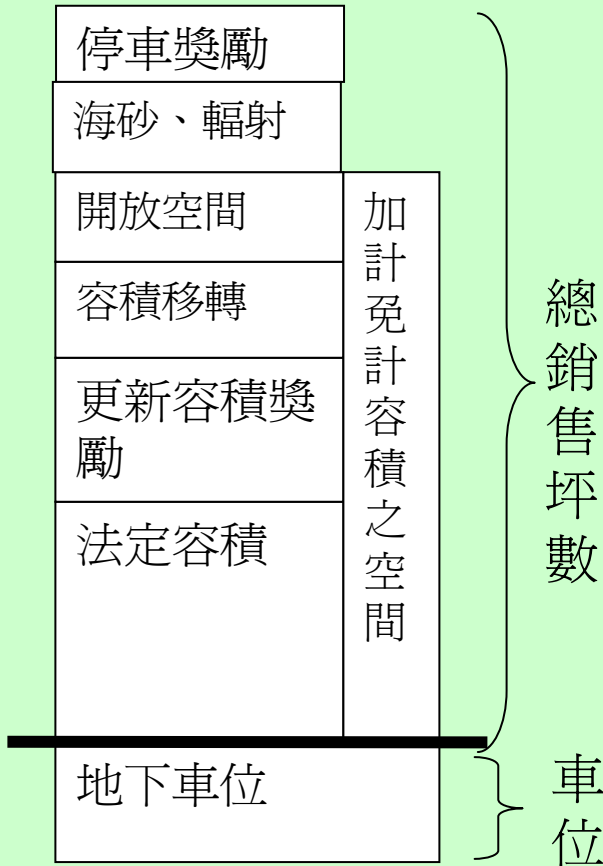 停車獎勵
海砂、輻射
開放空間
容積移轉
更新容積獎
勵
法定容積
加計免計容積之空間
總銷售坪數
地下車位
車位